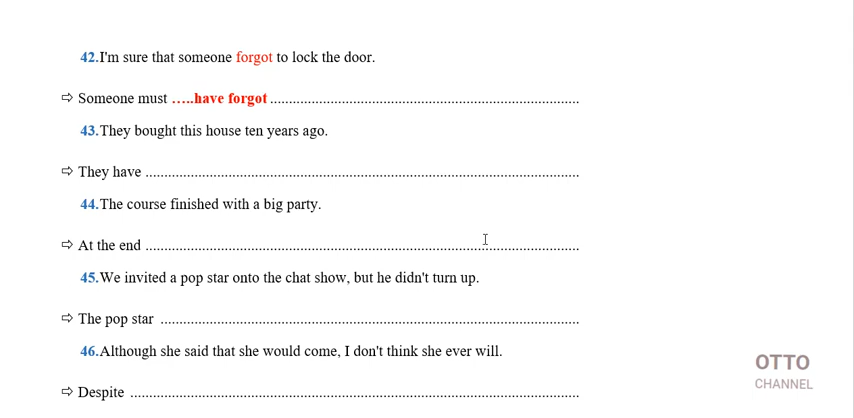 42.I'm sure that someone forgot to lock the door.
⇨ Someone must …..have forgot ................................................................................
43.They bought this house ten years ago.
⇨ They have ................................................................................................................
44.The course finished with a big party.
⇨ At the end ................................................................................................................
45.We invited a pop star onto the chat show, but he didn't turn up.
⇨ The pop star ............................................................................................................
46.Although she said that she would come, I don't think she ever will.
⇨ Despite ....................................................................................................................
OTTO
CHANNEL